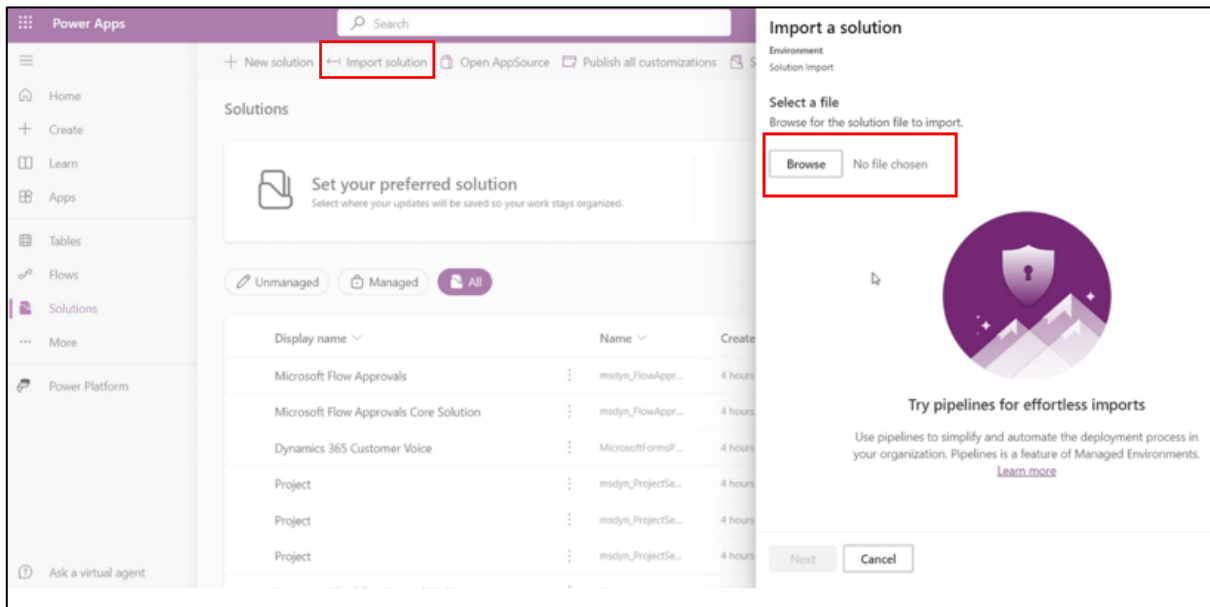 Power Apps
Search
New solution
Import solution
Open AppSource
Publish all customizations
S
Home
Create
Learn
Apps
Tables
Flows
Solutions
More
Power Platform
Ask a virtual agent
Solutions
Set your preferred solution
Select where your updates will be saved so your work stays organized.
Unmanaged
Managed
All
Display name
Name
Create
Microsoft Flow Approvals
msdyn_FlowAppr...
4 hours
Microsoft Flow Approvals Core Solution
msdyn_FlowAppr...
4 hours
Dynamics 365 Customer Voice
MicrosoftFormsP...
4 hours
Project
msdyn_ProjectSe...
4 hours
Project
msdyn_ProjectSe...
4 hours
Project
msdyn_ProjectSe...
4 hours
Import a solution
Environment
Solution Import
Select a file
Browse for the solution file to import.
Browse
No file chosen
Try pipelines for effortless imports
Use pipelines to simplify and automate the deployment process in
your organization. Pipelines is a feature of Managed Environments.
Learn more
Next
Cancel